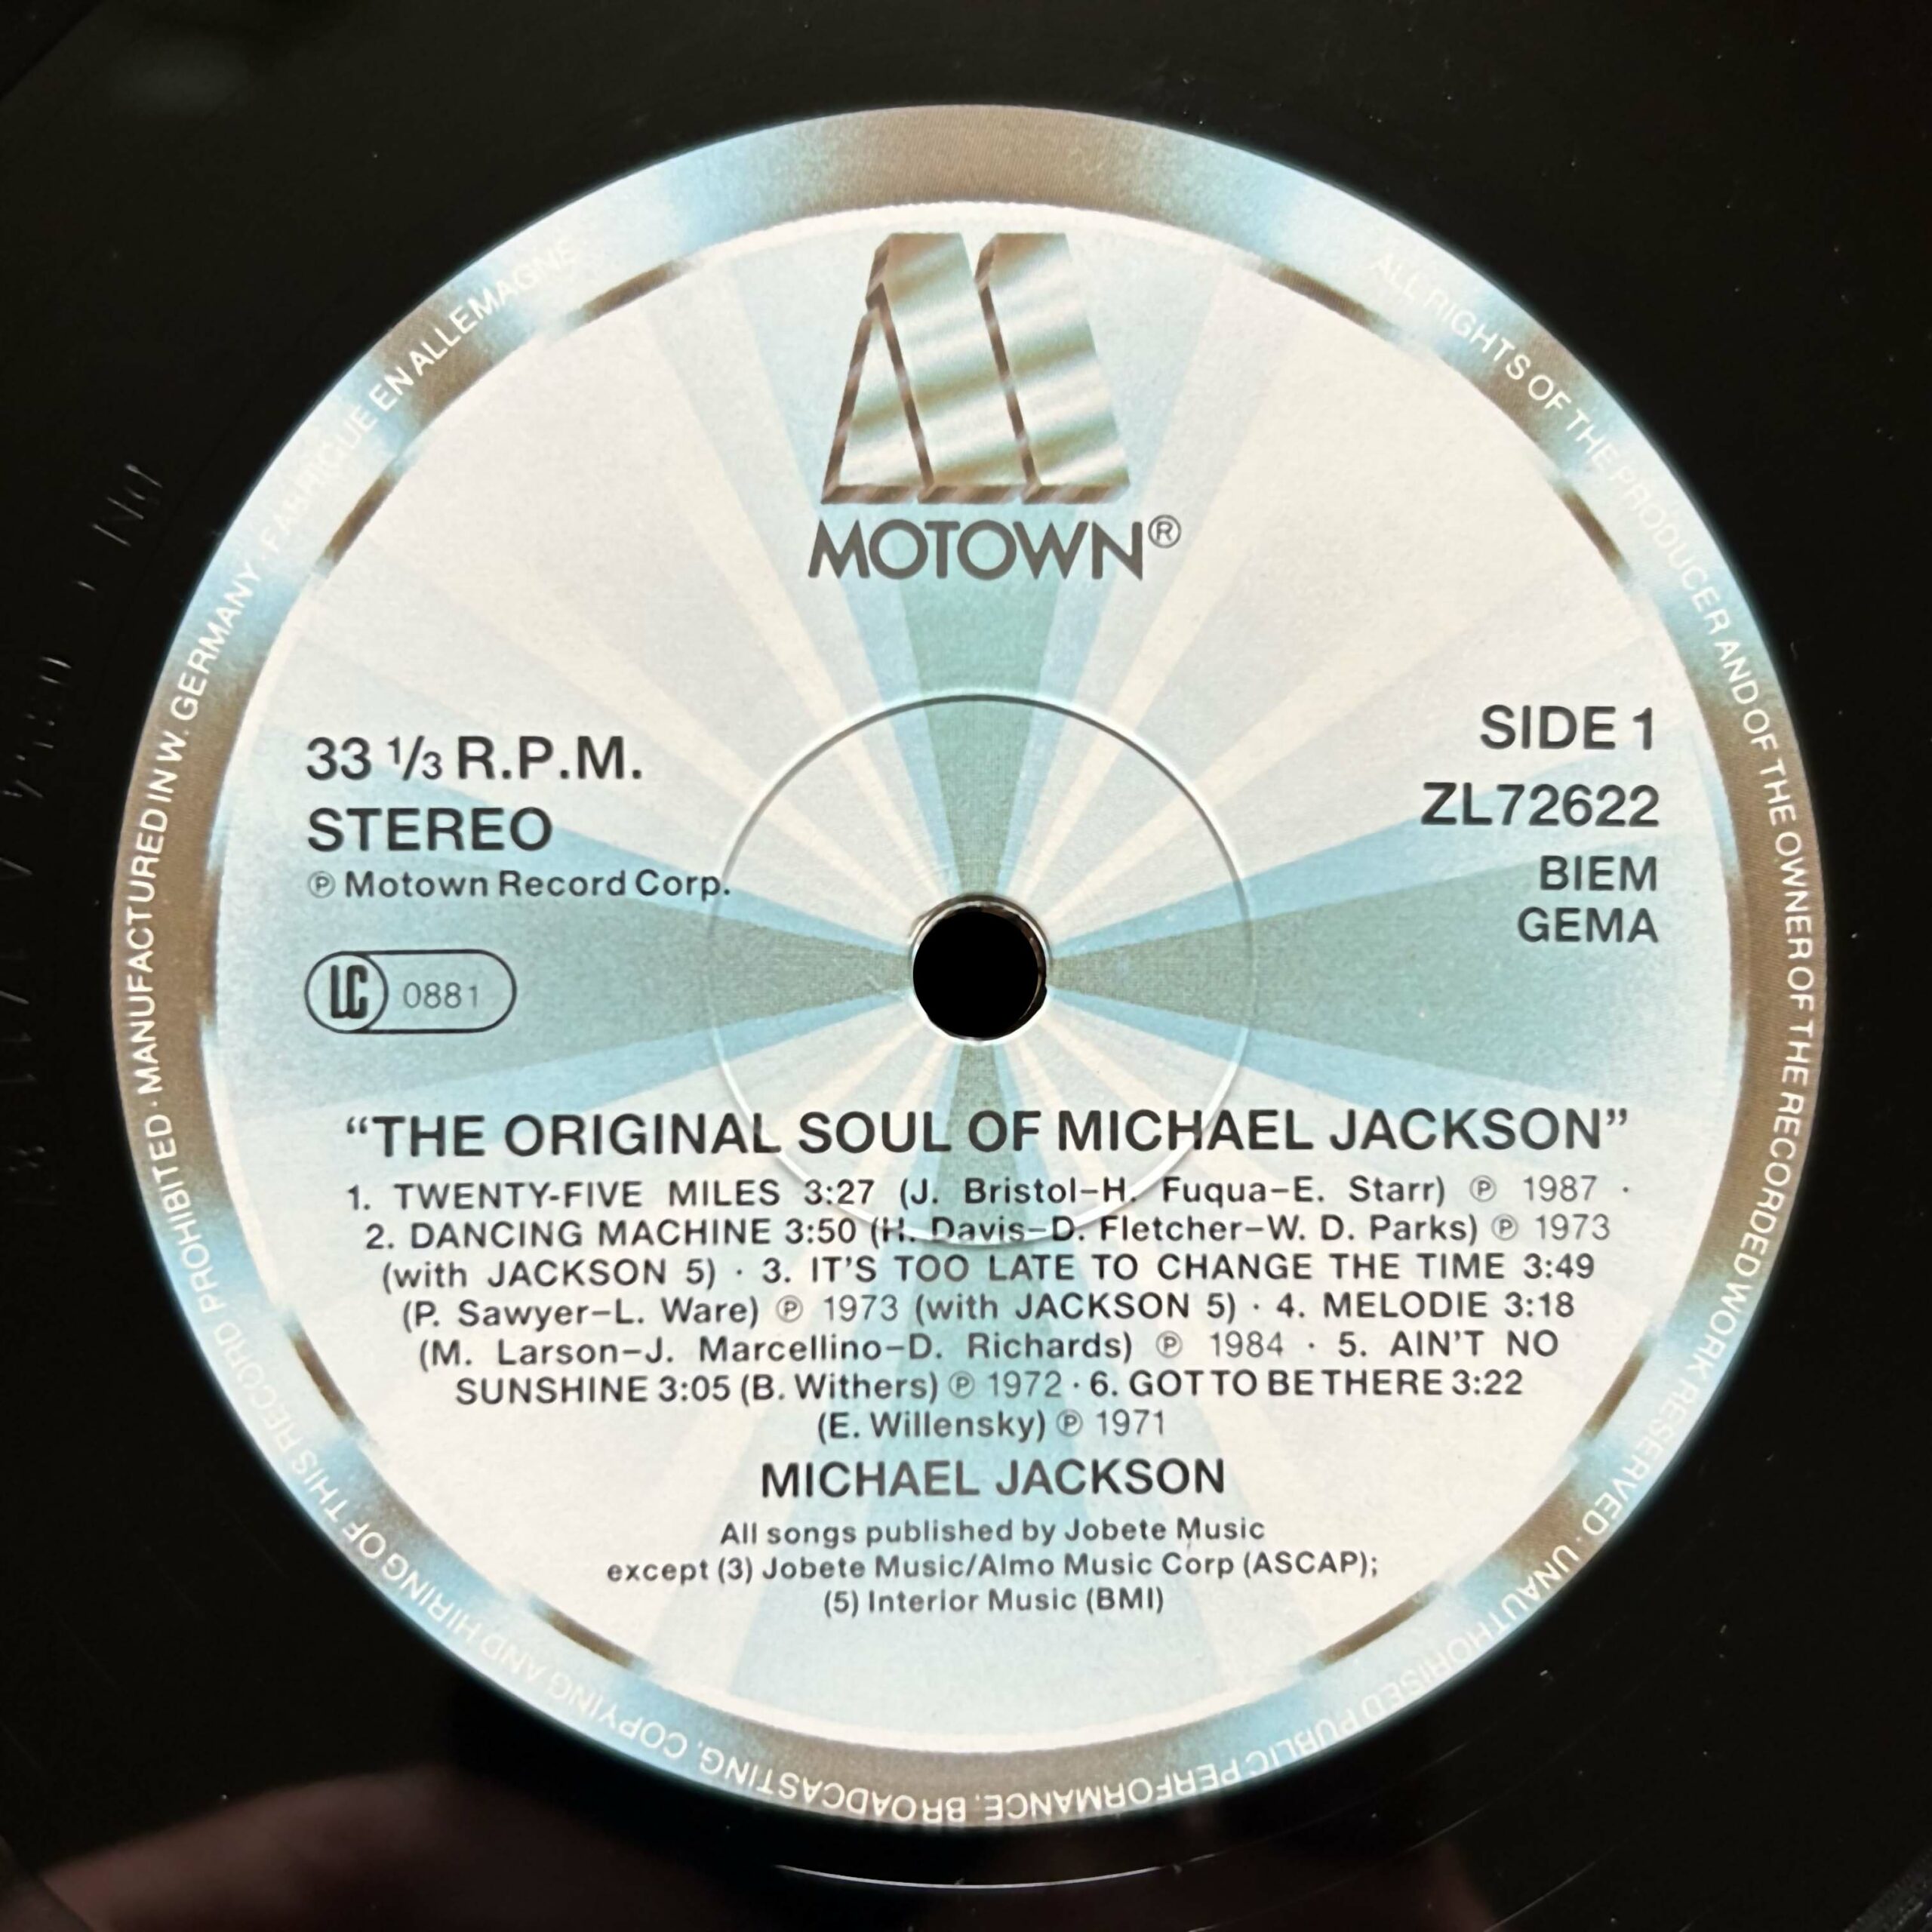 MOTOWN®
33 1/3 R.P.M.
STEREO
℗ Motown Record Corp.
LC 0881
SIDE 1
ZL72622
BIEM
GEMA
“THE ORIGINAL SOUL OF MICHAEL JACKSON”
1. TWENTY-FIVE MILES 3:27 (J. Bristol–H. Fuqua–E. Starr) ℗ 1987 ·
2. DANCING MACHINE 3:50 (H. Davis–D. Fletcher–W. D. Parks) ℗ 1973
(with JACKSON 5) · 3. IT’S TOO LATE TO CHANGE THE TIME 3:49
(P. Sawyer–L. Ware) ℗ 1973 (with JACKSON 5) · 4. MELODIE 3:18
(M. Larson–J. Marcellino–D. Richards) ℗ 1984 · 5. AIN’T NO
SUNSHINE 3:05 (B. Withers) ℗ 1972 · 6. GOT TO BE THERE 3:22
(E. Willensky) ℗ 1971
MICHAEL JACKSON
All songs published by Jobete Music
except (3) Jobete Music/Almo Music Corp (ASCAP);
(5) Interior Music (BMI)
ALL RIGHTS OF THE PRODUCER AND OF THE OWNER OF THE RECORDED WORK RESERVED. UNAUTHORISED PUBLIC PERFORMANCE, BROADCASTING, COPYING AND HIRING OF THIS RECORD PROHIBITED · MANUFACTURED IN W. GERMANY · FABRIQUE EN ALLEMAGNE